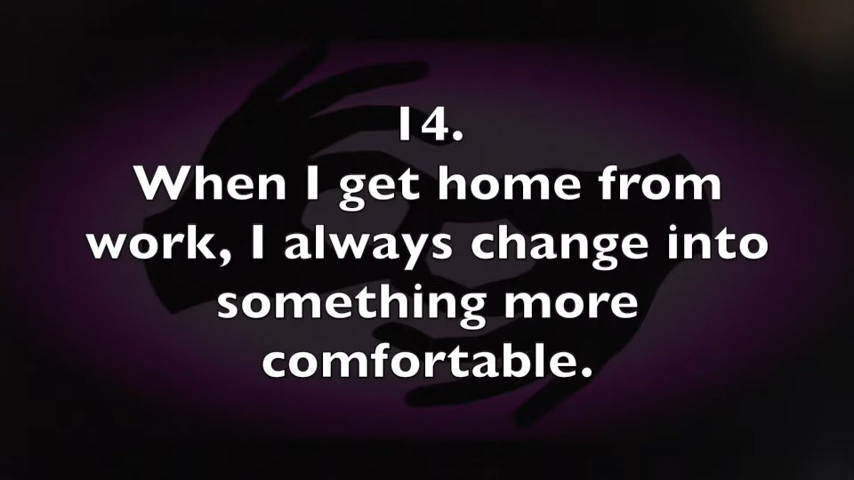 14.
When I get home from
work, I always change into
something more
comfortable.